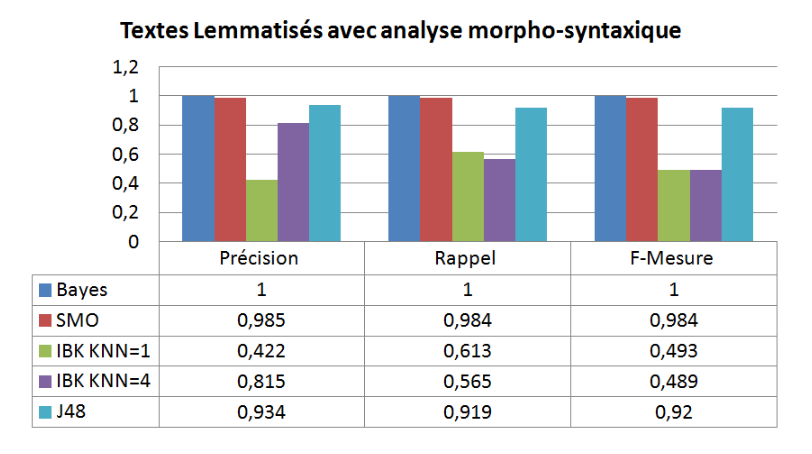 Textes Lemmatisés avec analyse morpho-syntaxique
1,2
1
0,8
0,6
0,4
0,2
0
Précision Rappel F-Mesure
Bayes 1 1 1
SMO 0,985 0,984 0,984
IBK KNN=1 0,422 0,613 0,493
IBK KNN=4 0,815 0,565 0,489
J48 0,934 0,919 0,92